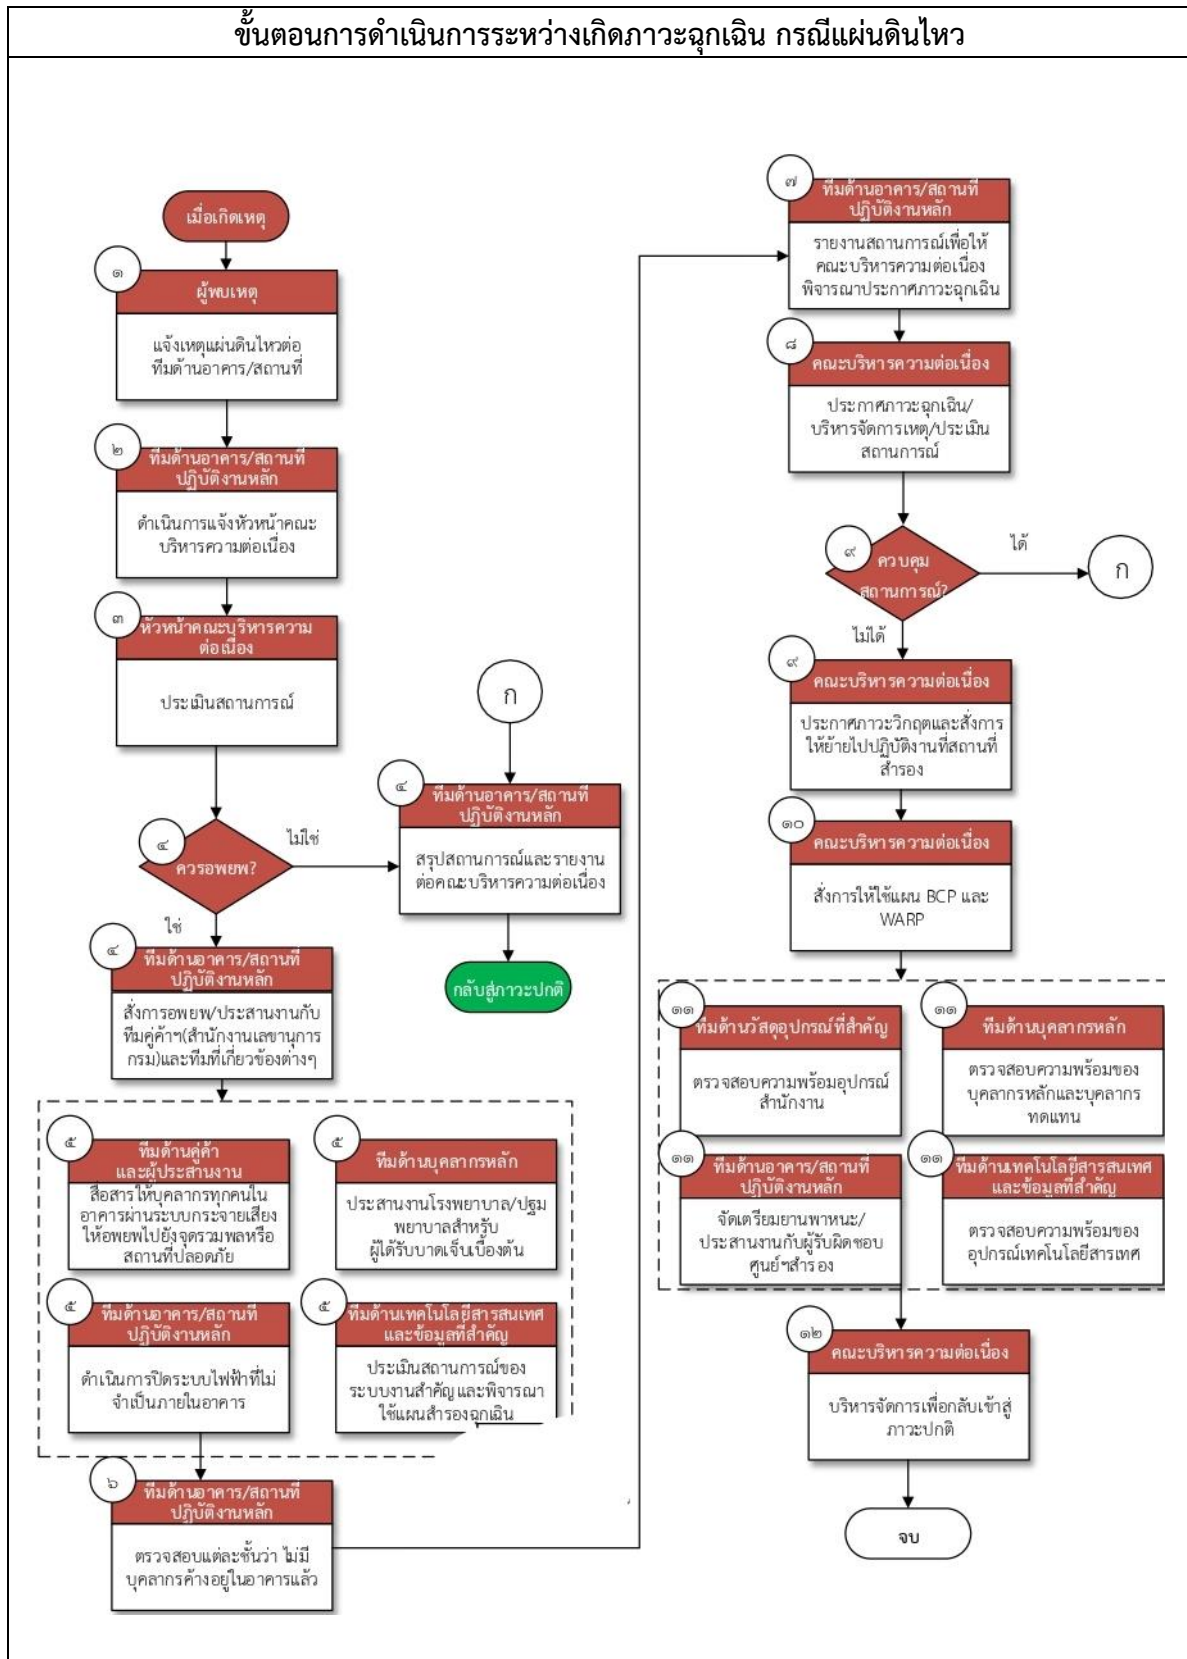 ขั้นตอนการดำเนินการระหว่างเกิดภาวะฉุกเฉิน กรณีแผ่นดินไหว
เมื่อเกิดเหตุ
๑
ผู้พบเหตุ
แจ้งเหตุแผ่นดินไหวต่อ
ทีมด้านอาคาร/สถานที่
๒
ทีมด้านอาคาร/สถานที่
ปฏิบัติงานหลัก
ดำเนินการแจ้งหัวหน้าคณะ
บริหารความต่อเนื่อง
๓
หัวหน้าคณะบริหารความ
ต่อเนื่อง
ประเมินสถานการณ์
๔
ควรอพยพ?
ไม่ใช่
ใช่
ก
๔
ทีมด้านอาคาร/สถานที่
ปฏิบัติงานหลัก
สรุปสถานการณ์และรายงาน
ต่อคณะบริหารความต่อเนื่อง
กลับสู่ภาวะปกติ
๔
ทีมด้านอาคาร/สถานที่
ปฏิบัติงานหลัก
สั่งการอพยพ/ประสานงานกับ
ทีมคู่ค้าฯ(สำนักงานเลขานุการ
กรม)และทีมที่เกี่ยวข้องต่างๆ
๕
ทีมด้านคู่ค้า
และผู้ประสานงาน
สื่อสารให้บุคลากรทุกคนใน
อาคารผ่านระบบกระจายเสียง
ให้อพยพไปยังจุดรวมพลหรือ
สถานที่ปลอดภัย
๕
ทีมด้านบุคลากรหลัก
ประสานงานโรงพยาบาล/ปฐม
พยาบาลสำหรับ
ผู้ได้รับบาดเจ็บเบื้องต้น
๕
ทีมด้านอาคาร/สถานที่
ปฏิบัติงานหลัก
ดำเนินการปิดระบบไฟฟ้าที่ไม่
จำเป็นภายในอาคาร
๕
ทีมด้านเทคโนโลยีสารสนเทศ
และข้อมูลที่สำคัญ
ประเมินสถานการณ์ของ
ระบบงานสำคัญและพิจารณา
ใช้แผนสำรองฉุกเฉิน
๖
ทีมด้านอาคาร/สถานที่
ปฏิบัติงานหลัก
ตรวจสอบแต่ละชั้นว่า ไม่มี
บุคลากรค้างอยู่ในอาคารแล้ว
๗
ทีมด้านอาคาร/สถานที่
ปฏิบัติงานหลัก
รายงานสถานการณ์เพื่อให้
คณะบริหารความต่อเนื่อง
พิจารณาประกาศภาวะฉุกเฉิน
๘
คณะบริหารความต่อเนื่อง
ประกาศภาวะฉุกเฉิน/
บริหารจัดการเหตุ/ประเมิน
สถานการณ์
๙
ควบคุม
สถานการณ์?
ได้
ก
ไม่ได้
๙
คณะบริหารความต่อเนื่อง
ประกาศภาวะวิกฤตและสั่งการ
ให้ย้ายไปปฏิบัติงานที่สถานที่
สำรอง
๑๐
คณะบริหารความต่อเนื่อง
สั่งการให้ใช้แผน BCP และ
WARP
๑๑
ทีมด้านวัสดุอุปกรณ์ที่สำคัญ
ตรวจสอบความพร้อมอุปกรณ์
สำนักงาน
๑๑
ทีมด้านบุคลากรหลัก
ตรวจสอบความพร้อมของ
บุคลากรหลักและบุคลากร
ทดแทน
๑๑
ทีมด้านอาคาร/สถานที่
ปฏิบัติงานหลัก
จัดเตรียมยานพาหนะ/
ประสานงานกับผู้รับผิดชอบ
ศูนย์ฯสำรอง
๑๑
ทีมด้านเทคโนโลยีสารสนเทศ
และข้อมูลที่สำคัญ
ตรวจสอบความพร้อมของ
อุปกรณ์เทคโนโลยีสารเทศ
๑๒
คณะบริหารความต่อเนื่อง
บริหารจัดการเพื่อกลับเข้าสู่
ภาวะปกติ
จบ